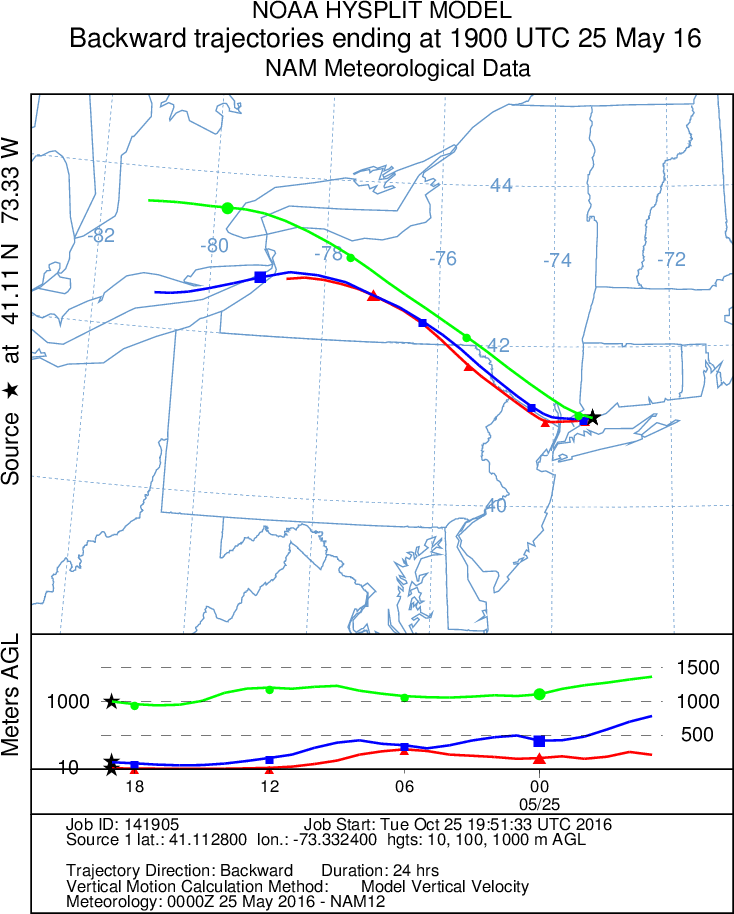 NOAA HYSPLIT MODEL
Backward trajectories ending at 1900 UTC 25 May 16
NAM Meteorological Data
Source ★ at 41.11 N 73.33 W
44
-82
-80
-78
-76
-74
-72
42
40
Meters AGL
1500
1000
1000
500
10
18
12
06
00
05/25
Job ID: 141905 Job Start: Tue Oct 25 19:51:33 UTC 2016
Source 1 lat.: 41.112800 lon.: -73.332400 hgts: 10, 100, 1000 m AGL
Trajectory Direction: Backward Duration: 24 hrs
Vertical Motion Calculation Method: Model Vertical Velocity
Meteorology: 0000Z 25 May 2016 - NAM12